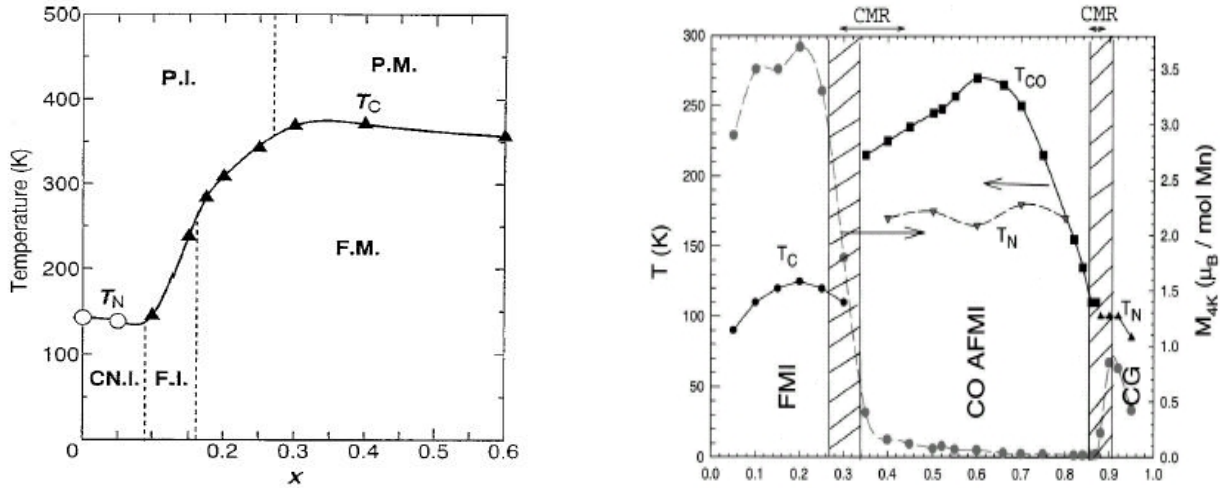 500
400
300
200
100
0
Temperature (K)
P.I.
P.M.
T_C
F.M.
T_N
CN.I.
F.I.
0
0.1
0.2
0.3
0.4
0.5
0.6
x
CMR
CMR
300
250
200
150
100
50
0
T (K)
T_CO
T_N
T_C
T_N
FMI
CO AFMI
CG
3.5
3.0
2.5
2.0
1.5
1.0
0.5
0.0
M_4K (μ_B / mol Mn)
0.0 0.1 0.2 0.3 0.4 0.5 0.6 0.7 0.8 0.9 1.0